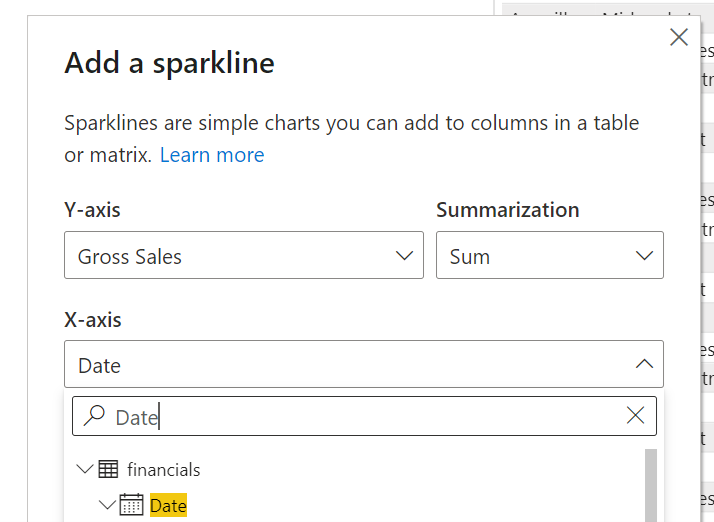 Add a sparkline
Sparklines are simple charts you can add to columns in a table
or matrix. Learn more
Y-axis Summarization
Gross Sales Sum
X-axis
Date
Date
financials
Date